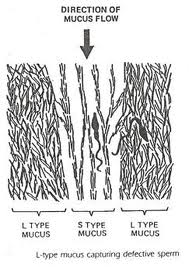 DIRECTION OF
MUCUS FLOW
L TYPE
MUCUS
S TYPE
MUCUS
L TYPE
MUCUS
L-type mucus capturing defective sperm